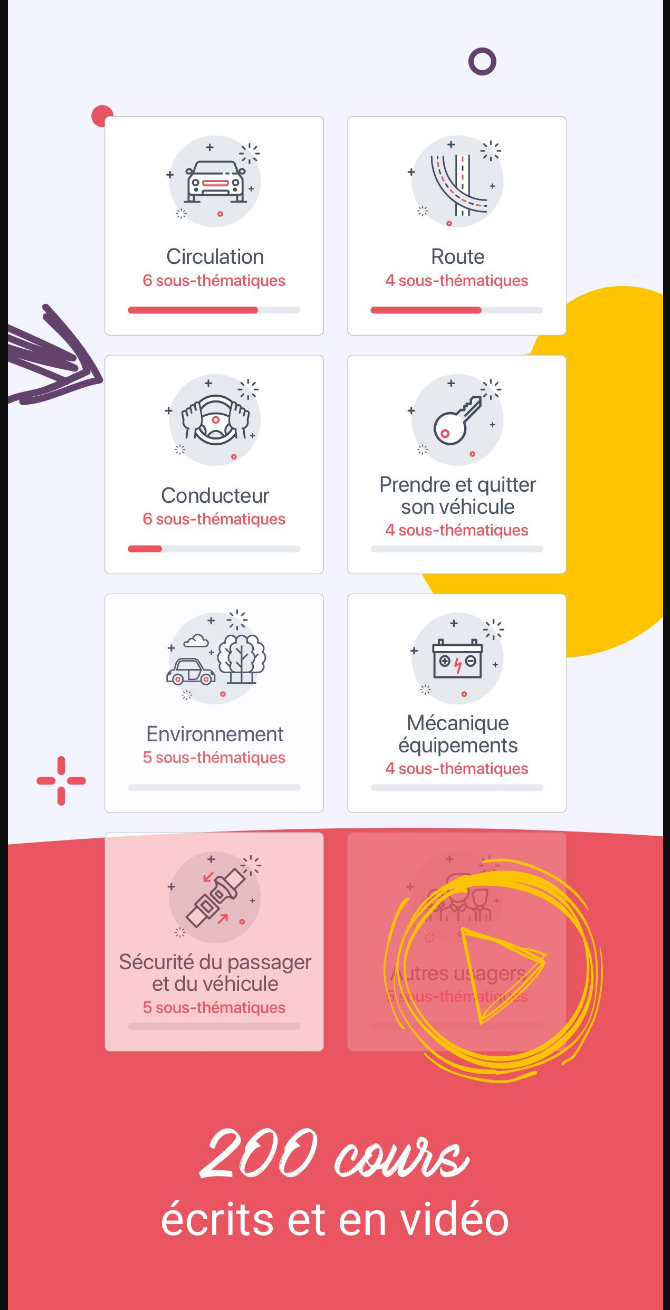 Circulation
6 sous-thématiques
Route
4 sous-thématiques
Conducteur
6 sous-thématiques
Prendre et quitter
son véhicule
4 sous-thématiques
Environnement
5 sous-thématiques
Mécanique
équipements
4 sous-thématiques
Sécurité du passager
et du véhicule
5 sous-thématiques
Autres usagers
5 sous-thématiques
200 cours
écrits et en vidéo